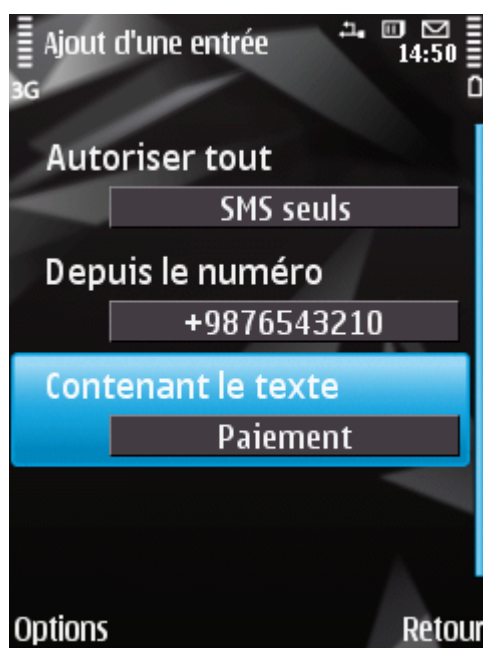 Ajout d'une entrée
14:50
3G
Autoriser tout
SMS seuls
Depuis le numéro
+9876543210
Contenant le texte
Paiement
Options
Retour